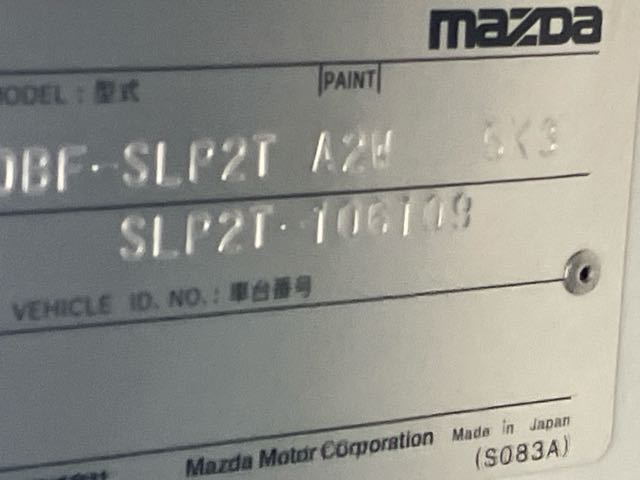 mazda
MODEL : 型式 PAINT
DBF-SLP2T A2W 5K3
SLP2T-106109
VEHICLE ID. NO. : 車台番号
Mazda Motor Corporation Made in Japan
(S083A)